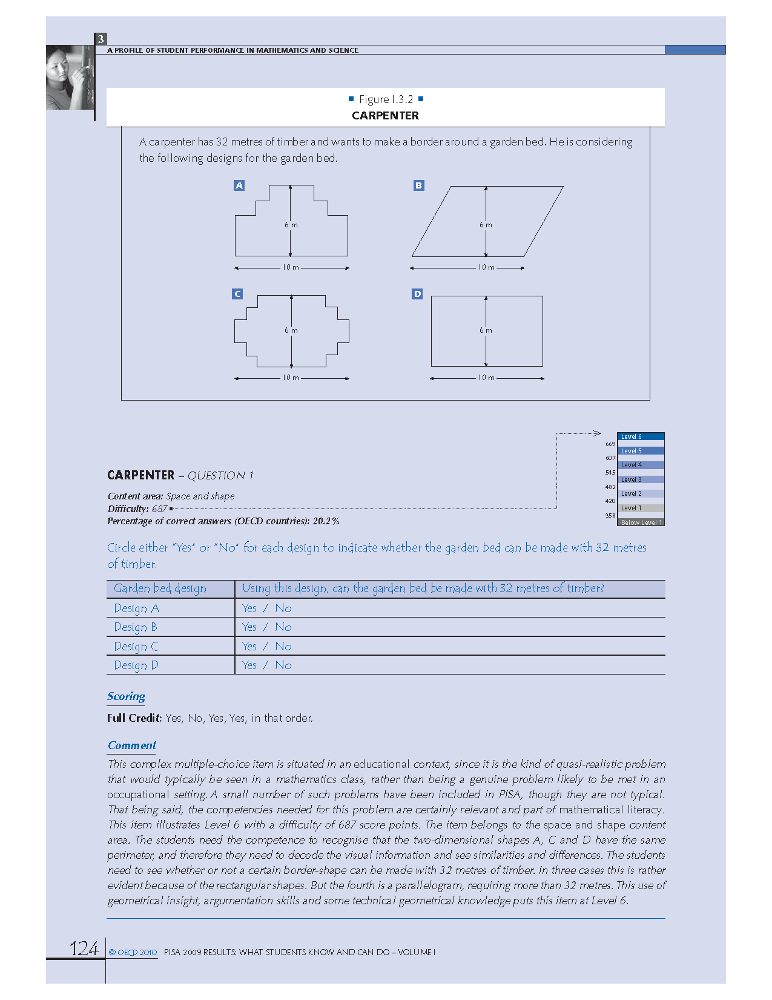 3
A PROFILE OF STUDENT PERFORMANCE IN MATHEMATICS AND SCIENCE
Figure I.3.2
CARPENTER
A carpenter has 32 metres of timber and wants to make a border around a garden bed. He is considering
the following designs for the garden bed.
A
B
6 m
6 m
10 m
10 m
C
D
6 m
6 m
10 m
10 m
Level 6
669
Level 5
607
Level 4
545
Level 3
482
Level 2
420
Level 1
358
Below Level 1
CARPENTER – QUESTION 1
Content area: Space and shape
Difficulty: 687
Percentage of correct answers (OECD countries): 20.2%
Circle either “Yes” or “No” for each design to indicate whether the garden bed can be made with 32 metres
of timber.
Garden bed design Using this design, can the garden bed be made with 32 metres of timber?
Design A Yes / No
Design B Yes / No
Design C Yes / No
Design D Yes / No
Scoring
Full Credit: Yes, No, Yes, Yes, in that order.
Comment
This complex multiple-choice item is situated in an educational context, since it is the kind of quasi-realistic problem
that would typically be seen in a mathematics class, rather than being a genuine problem likely to be met in an
occupational setting. A small number of such problems have been included in PISA, though they are not typical.
That being said, the competencies needed for this problem are certainly relevant and part of mathematical literacy.
This item illustrates Level 6 with a difficulty of 687 score points. The item belongs to the space and shape content
area. The students need the competence to recognise that the two-dimensional shapes A, C and D have the same
perimeter, and therefore they need to decode the visual information and see similarities and differences. The students
need to see whether or not a certain border-shape can be made with 32 metres of timber. In three cases this is rather
evident because of the rectangular shapes. But the fourth is a parallelogram, requiring more than 32 metres. This use of
geometrical insight, argumentation skills and some technical geometrical knowledge puts this item at Level 6.
124
© OECD 2010 PISA 2009 RESULTS: WHAT STUDENTS KNOW AND CAN DO – VOLUME I